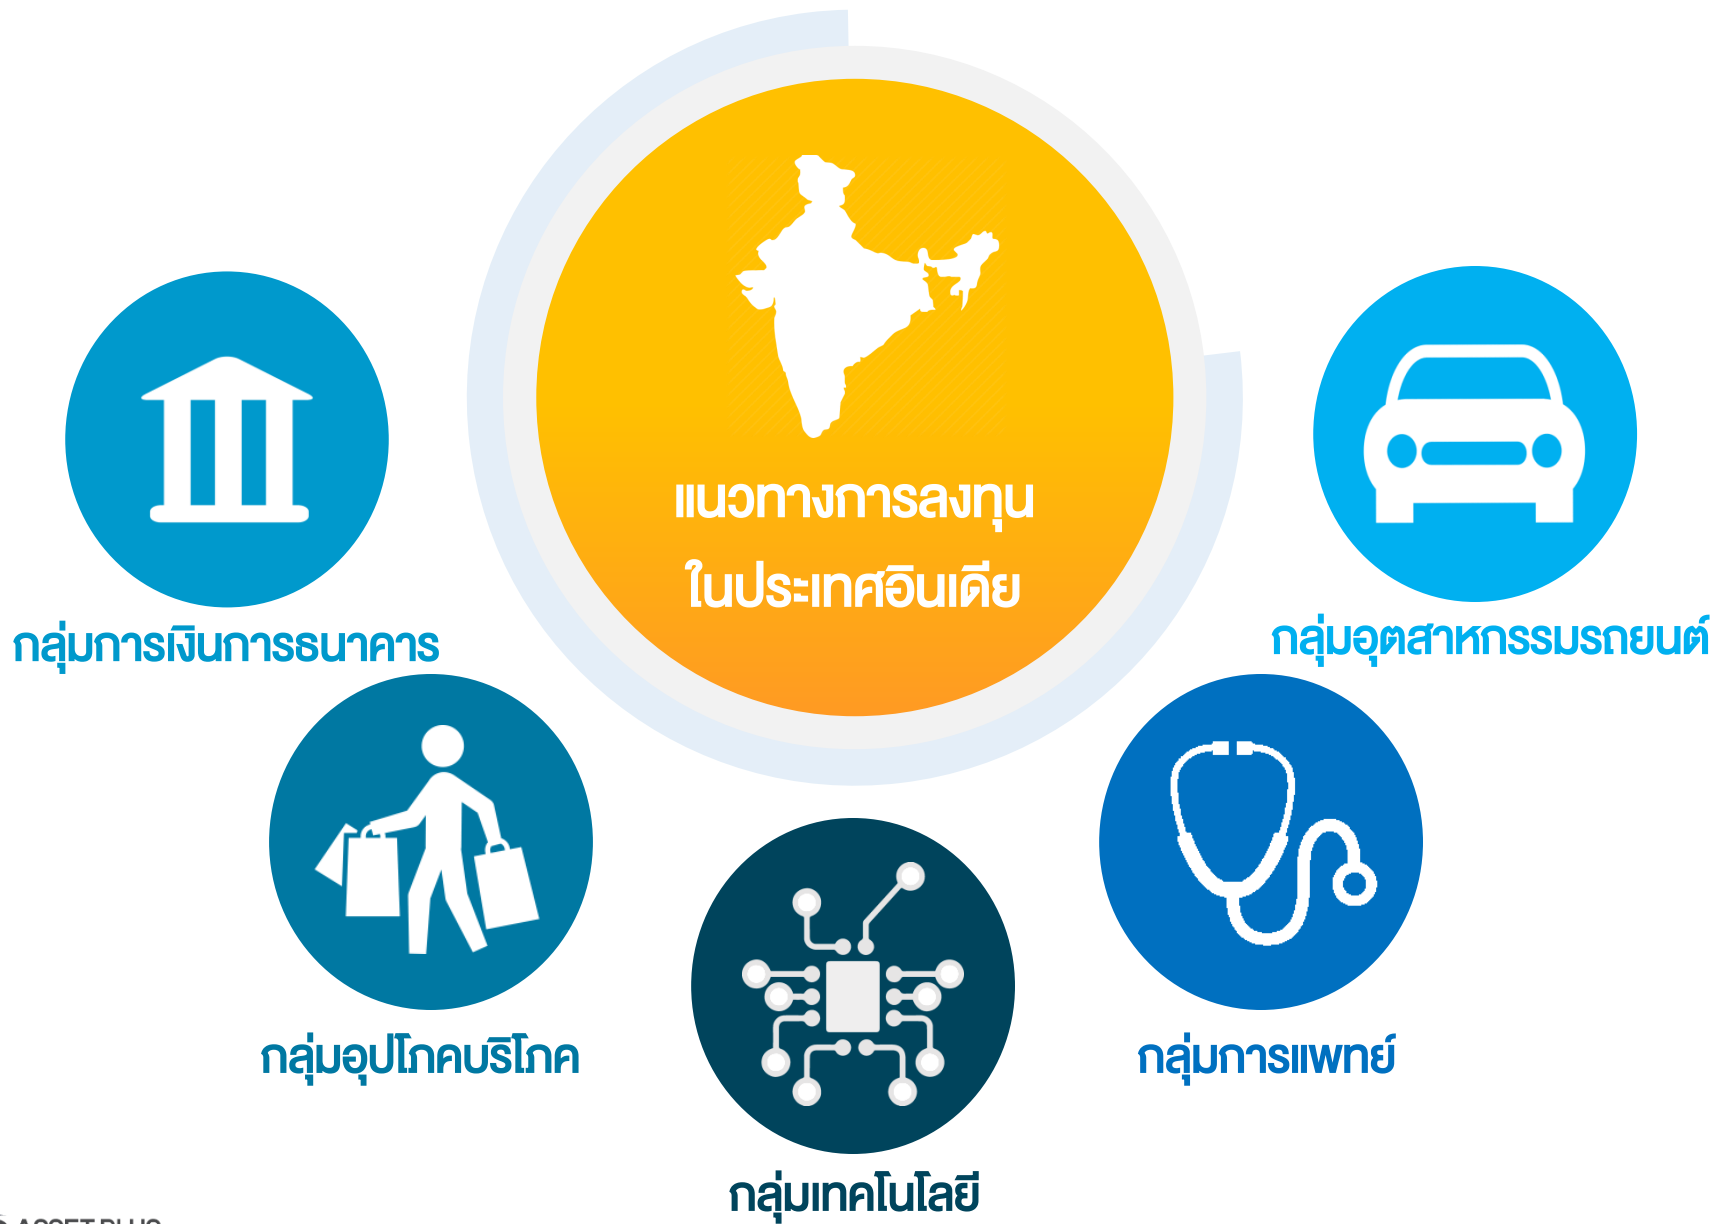 แนวทางการลงทุน
ในประเทศอินเดีย
กลุ่มการเงินการธนาคาร
กลุ่มอุตสาหกรรมรถยนต์
กลุ่มอุปโภคบริโภค
กลุ่มการแพทย์
กลุ่มเทคโนโลยี
ASSET PLUS